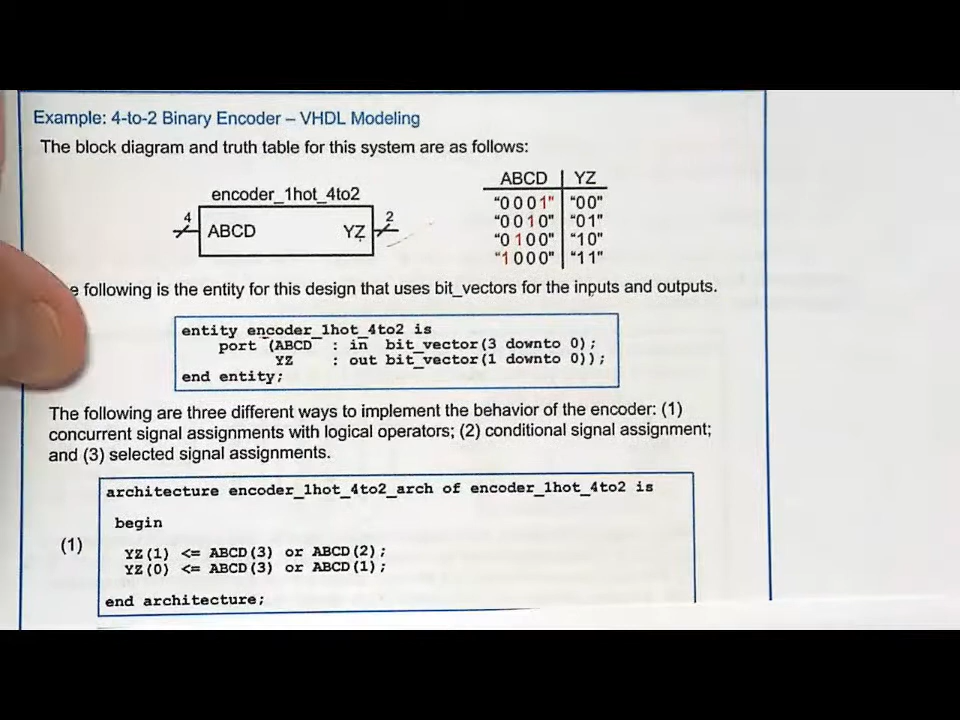 Example: 4-to-2 Binary Encoder – VHDL Modeling
The block diagram and truth table for this system are as follows:
encoder_1hot_4to2
4
ABCD
YZ
2
ABCD YZ
"0001" "00"
"0010" "01"
"0100" "10"
"1000" "11"
e following is the entity for this design that uses bit_vectors for the inputs and outputs.
entity encoder_1hot_4to2 is
port (ABCD : in bit_vector(3 downto 0);
YZ : out bit_vector(1 downto 0));
end entity;
The following are three different ways to implement the behavior of the encoder: (1)
concurrent signal assignments with logical operators; (2) conditional signal assignment;
and (3) selected signal assignments.
architecture encoder_1hot_4to2_arch of encoder_1hot_4to2 is
begin
(1)
YZ(1) <= ABCD(3) or ABCD(2);
YZ(0) <= ABCD(3) or ABCD(1);
end architecture;